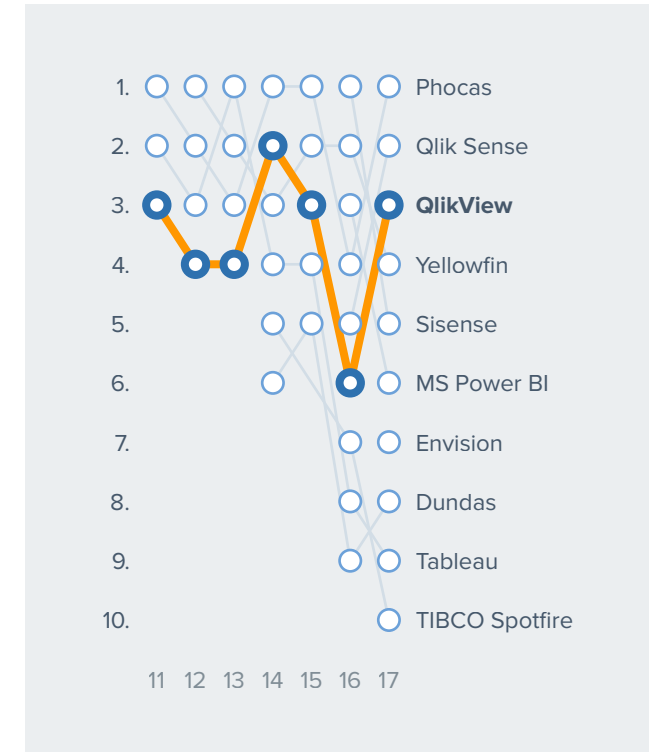 1. Phocas
2. Qlik Sense
3. QlikView
4. Yellowfin
5. Sisense
6. MS Power BI
7. Envision
8. Dundas
9. Tableau
10. TIBCO Spotfire
11 12 13 14 15 16 17